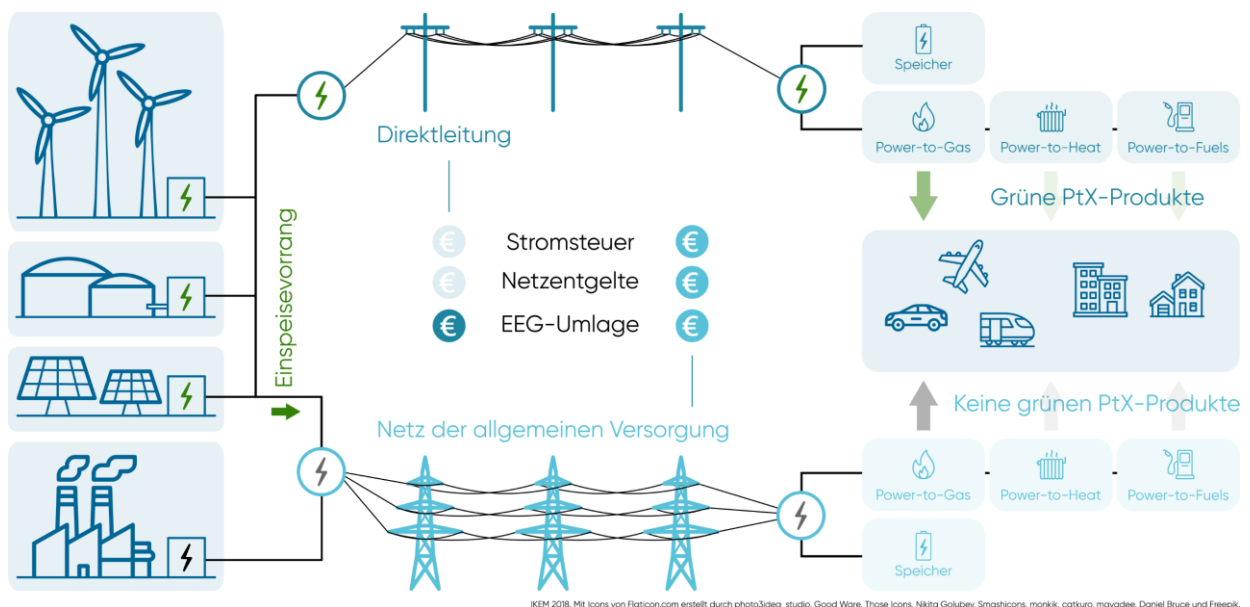 Speicher
Direktleitung
Power-to-Gas
Power-to-Heat
Power-to-Fuels
Grüne PtX-Produkte
Einspeisevorrang
€ Stromsteuer €
€ Netzentgelte €
€ EEG-Umlage €
Keine grünen PtX-Produkte
Netz der allgemeinen Versorgung
Power-to-Gas
Power-to-Heat
Power-to-Fuels
Speicher
IKEM 2018. Mit Icons von Flaticon.com erstellt durch photo3idea_studio, Good Ware, Those Icons, Nikita Golubev, Smashicons, monkik, catkuro, mavadee, Daniel Bruce und Freepik.